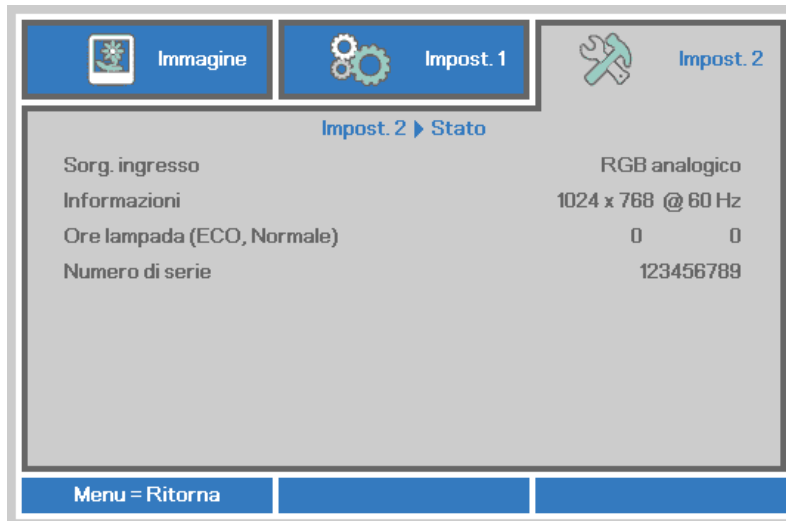 Immagine Impost. 1 Impost. 2
Impost. 2 ▶ Stato
Sorg. ingresso RGB analogico
Informazioni 1024 x 768 @ 60 Hz
Ore lampada (ECO, Normale) 0 0
Numero di serie 123456789
Menu = Ritorna